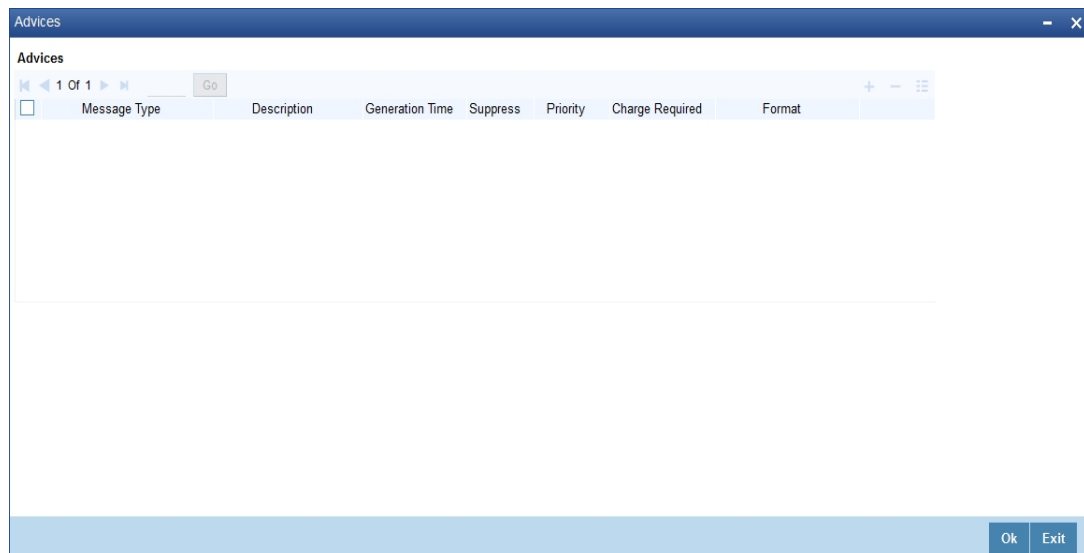 Advices
Advices
1 Of 1 Go
Message Type Description Generation Time Suppress Priority Charge Required Format
Ok Exit